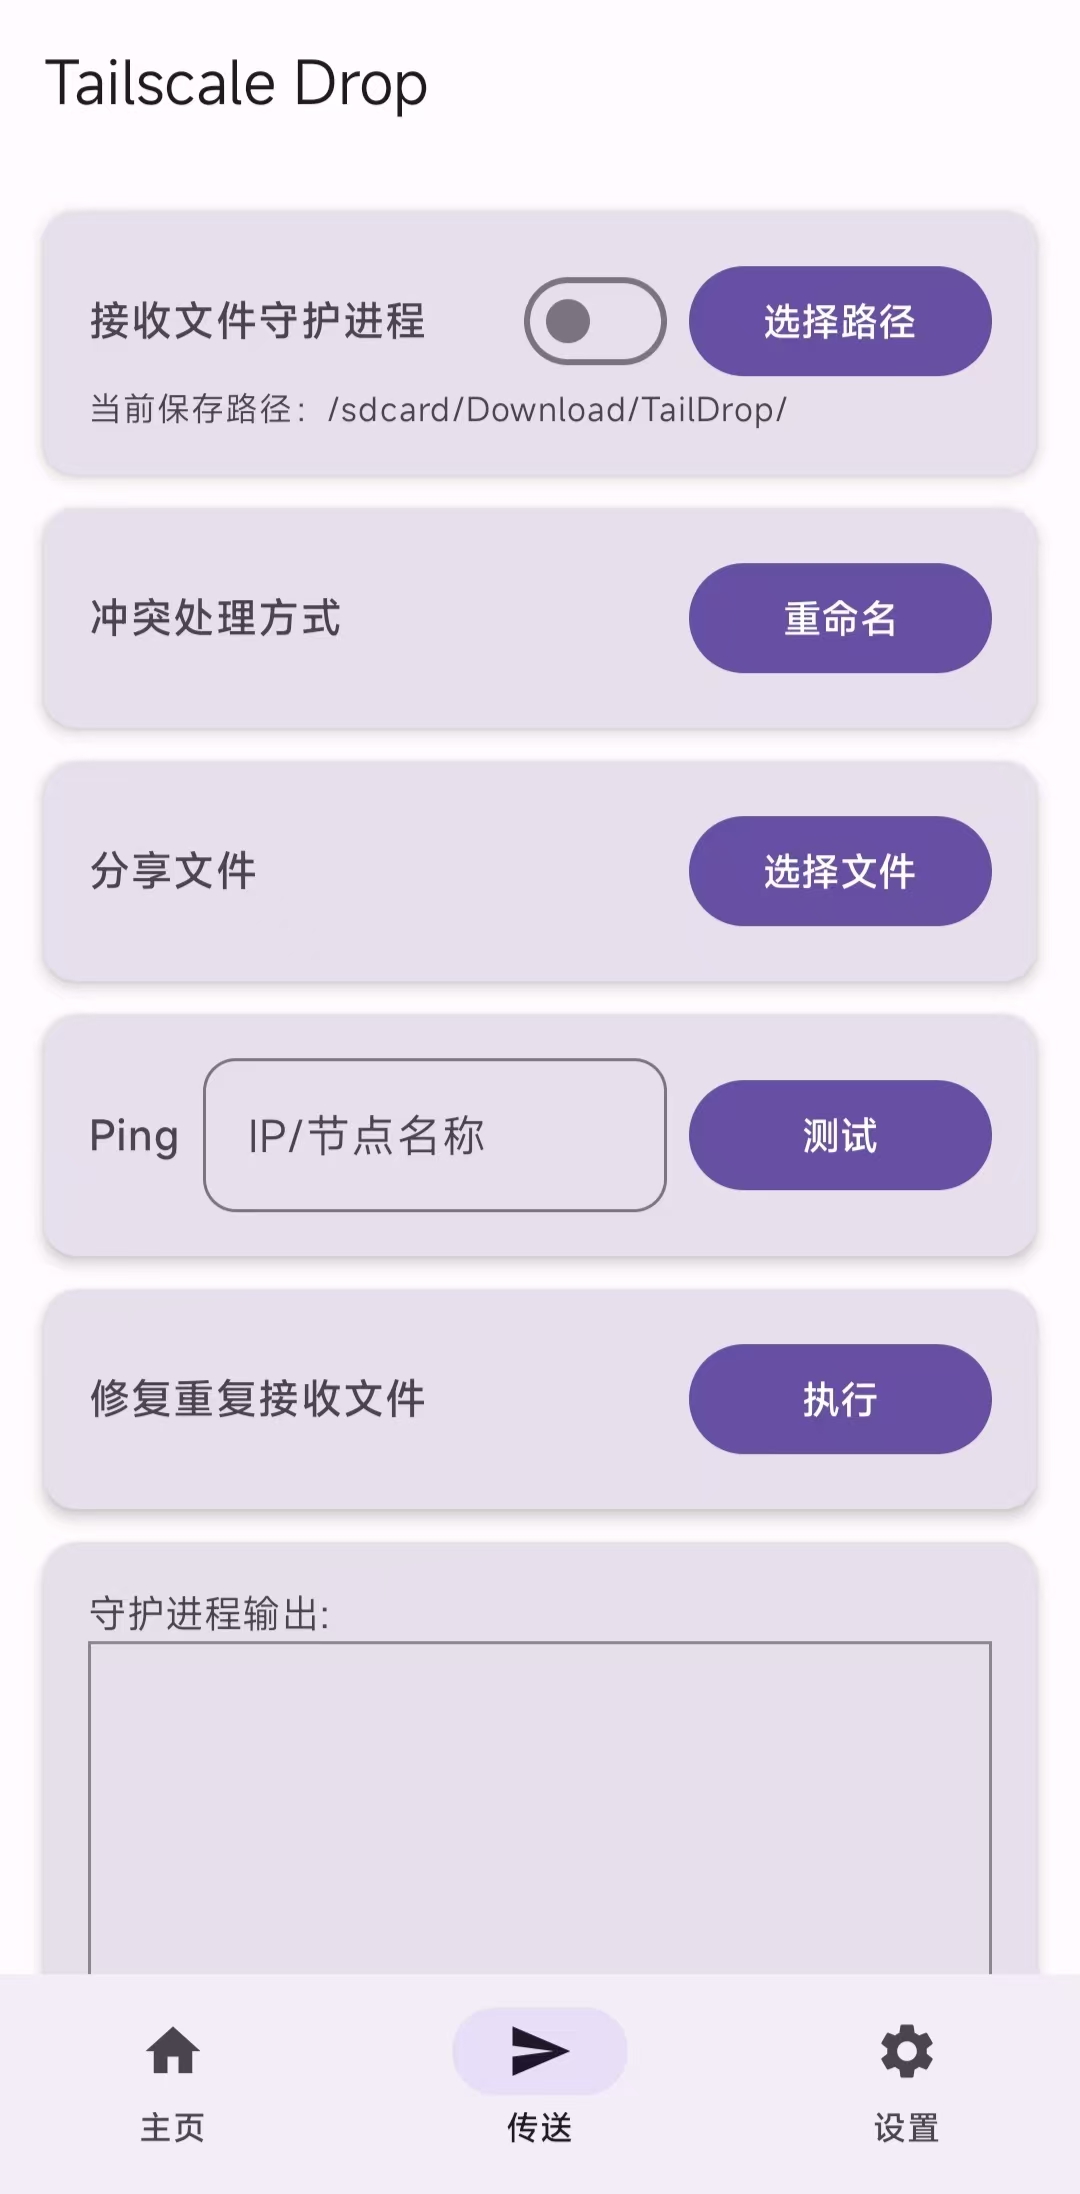 Tailscale Drop
接收文件守护进程
选择路径
当前保存路径：/sdcard/Download/TailDrop/
冲突处理方式
重命名
分享文件
选择文件
Ping
IP/节点名称
测试
修复重复接收文件
执行
守护进程输出:
主页
传送
设置